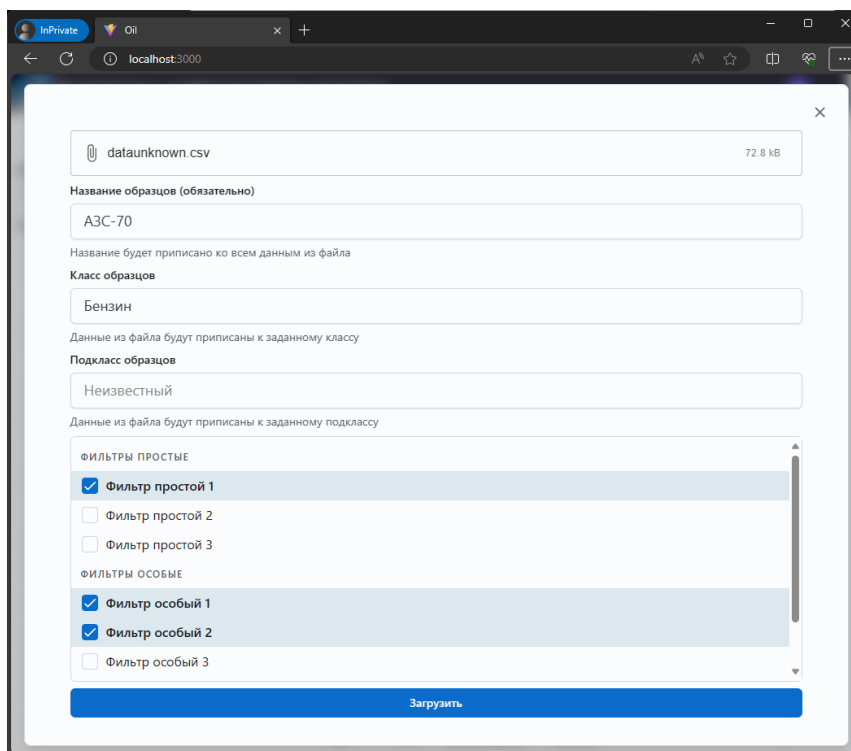 InPrivate
Oil
localhost:3000
dataunknown.csv
72.8 kB
Название образцов (обязательно)
АЗС-70
Название будет приписано ко всем данным из файла
Класс образцов
Бензин
Данные из файла будут приписаны к заданному классу
Подкласс образцов
Неизвестный
Данные из файла будут приписаны к заданному подклассу
ФИЛЬТРЫ ПРОСТЫЕ
Фильтр простой 1
Фильтр простой 2
Фильтр простой 3
ФИЛЬТРЫ ОСОБЫЕ
Фильтр особый 1
Фильтр особый 2
Фильтр особый 3
Загрузить